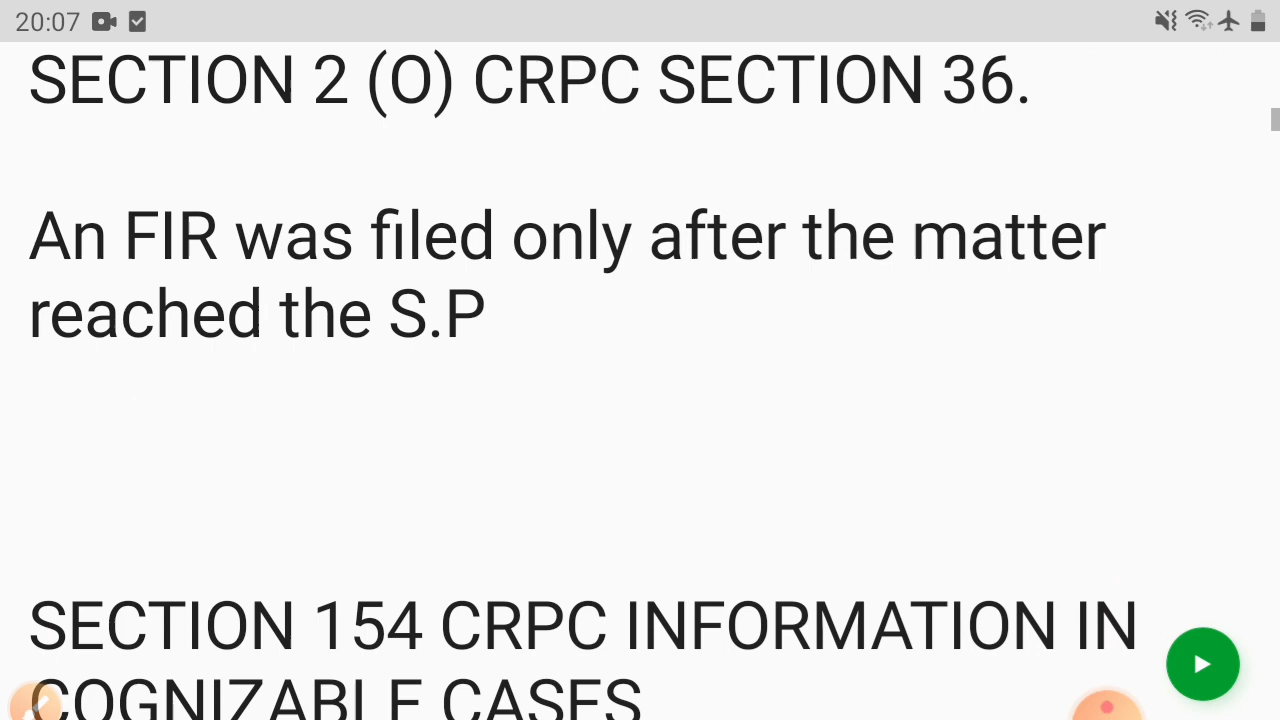 20:07
SECTION 2 (O) CRPC SECTION 36.
An FIR was filed only after the matter
reached the S.P
SECTION 154 CRPC INFORMATION IN
COGNIZABLE CASES